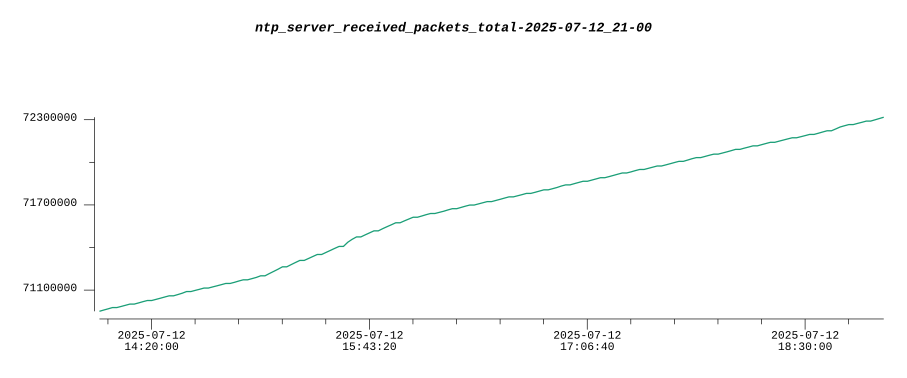 ntp_server_received_packets_total-2025-07-12_21-00
72300000
71700000
71100000
2025-07-12 2025-07-12 2025-07-12 2025-07-12
14:20:00 15:43:20 17:06:40 18:30:00